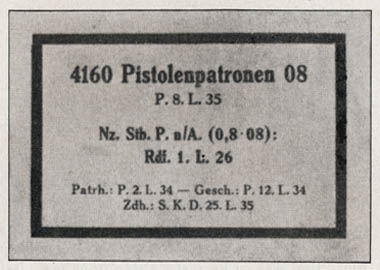 4160 Pistolenpatronen 08
P. 8. L. 35
Nz. Stb. P. n/A. (0,8·08):
Rdf. 1. L. 26
Patrh.: P. 2. L. 34 — Gesch.: P. 12. L. 34
Zdh.: S. K. D. 25. L. 35